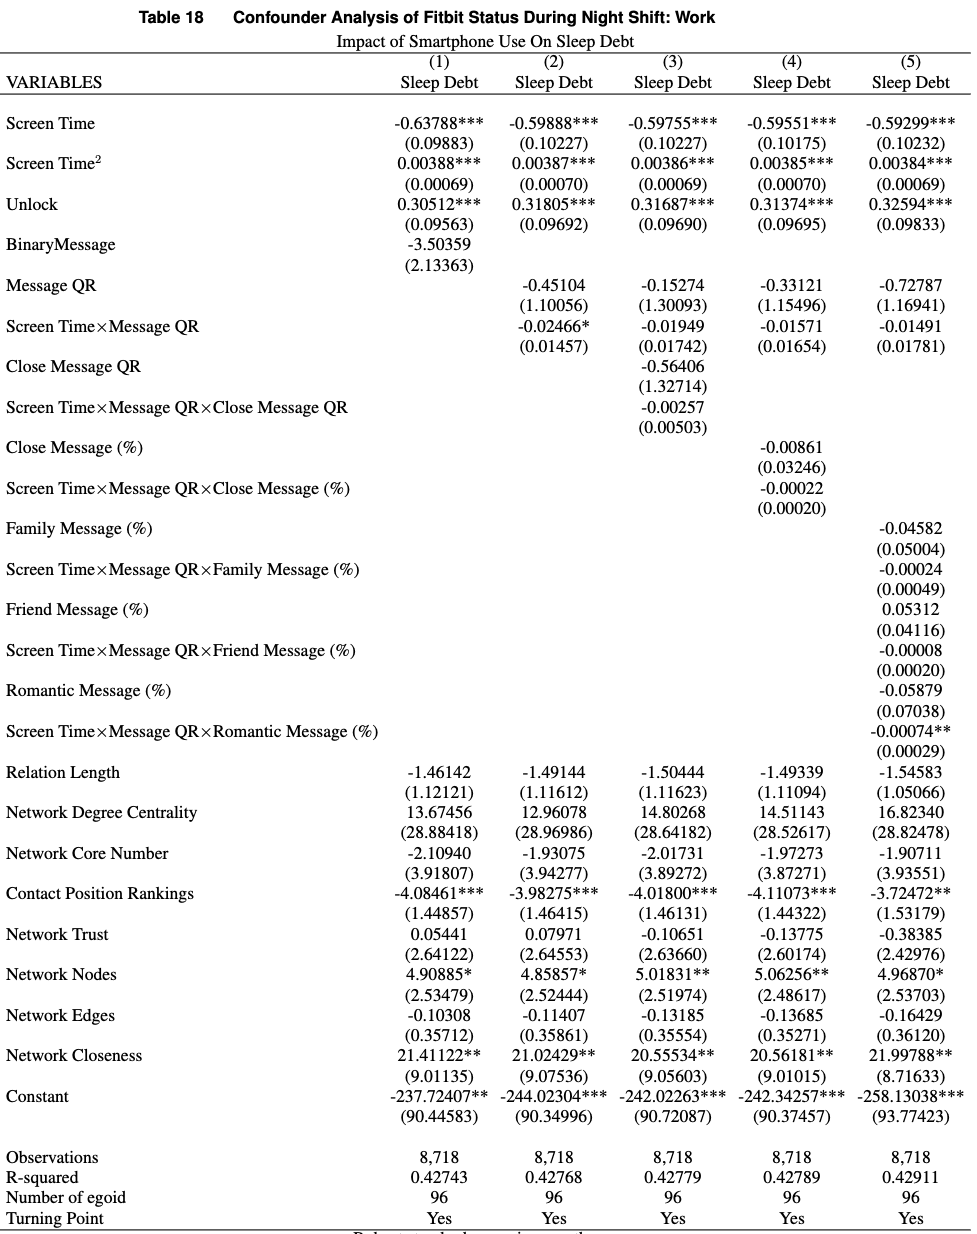 Table 18 Confounder Analysis of Fitbit Status During Night Shift: Work
Impact of Smartphone Use On Sleep Debt
(1) (2) (3) (4) (5)
VARIABLES Sleep Debt Sleep Debt Sleep Debt Sleep Debt Sleep Debt
Screen Time -0.63788*** -0.59888*** -0.59755*** -0.59551*** -0.59299***
(0.09883) (0.10227) (0.10227) (0.10175) (0.10232)
Screen Time² 0.00388*** 0.00387*** 0.00386*** 0.00385*** 0.00384***
(0.00069) (0.00070) (0.00069) (0.00070) (0.00069)
Unlock 0.30512*** 0.31805*** 0.31687*** 0.31374*** 0.32594***
(0.09563) (0.09692) (0.09690) (0.09695) (0.09833)
BinaryMessage -3.50359
(2.13363)
Message QR -0.45104 -0.15274 -0.33121 -0.72787
(1.10056) (1.30093) (1.15496) (1.16941)
Screen Time×Message QR -0.02466* -0.01949 -0.01571 -0.01491
(0.01457) (0.01742) (0.01654) (0.01781)
Close Message QR -0.56406
(1.32714)
Screen Time×Message QR×Close Message QR -0.00257
(0.00503)
Close Message (%) -0.00861
(0.03246)
Screen Time×Message QR×Close Message (%) -0.00022
(0.00020)
Family Message (%) -0.04582
(0.05004)
Screen Time×Message QR×Family Message (%) -0.00024
(0.00049)
Friend Message (%) 0.05312
(0.04116)
Screen Time×Message QR×Friend Message (%) -0.00008
(0.00020)
Romantic Message (%) -0.05879
(0.07038)
Screen Time×Message QR×Romantic Message (%) -0.00074**
(0.00029)
Relation Length -1.46142 -1.49144 -1.50444 -1.49339 -1.54583
(1.12121) (1.11612) (1.11623) (1.11094) (1.05066)
Network Degree Centrality 13.67456 12.96078 14.80268 14.51143 16.82340
(28.88418) (28.96986) (28.64182) (28.52617) (28.82478)
Network Core Number -2.10940 -1.93075 -2.01731 -1.97273 -1.90711
(3.91807) (3.94277) (3.89272) (3.87271) (3.93551)
Contact Position Rankings -4.08461*** -3.98275*** -4.01800*** -4.11073*** -3.72472**
(1.44857) (1.46415) (1.46131) (1.44322) (1.53179)
Network Trust 0.05441 0.07971 -0.10651 -0.13775 -0.38385
(2.64122) (2.64553) (2.63660) (2.60174) (2.42976)
Network Nodes 4.90885* 4.85857* 5.01831** 5.06256** 4.96870*
(2.53479) (2.52444) (2.51974) (2.48617) (2.53703)
Network Edges -0.10308 -0.11407 -0.13185 -0.13685 -0.16429
(0.35712) (0.35861) (0.35554) (0.35271) (0.36120)
Network Closeness 21.41122** 21.02429** 20.55534** 20.56181** 21.99788**
(9.01135) (9.07536) (9.05603) (9.01015) (8.71633)
Constant -237.72407** -244.02304*** -242.02263*** -242.34257*** -258.13038***
(90.44583) (90.34996) (90.72087) (90.37457) (93.77423)
Observations 8,718 8,718 8,718 8,718 8,718
R-squared 0.42743 0.42768 0.42779 0.42789 0.42911
Number of egoid 96 96 96 96 96
Turning Point Yes Yes Yes Yes Yes